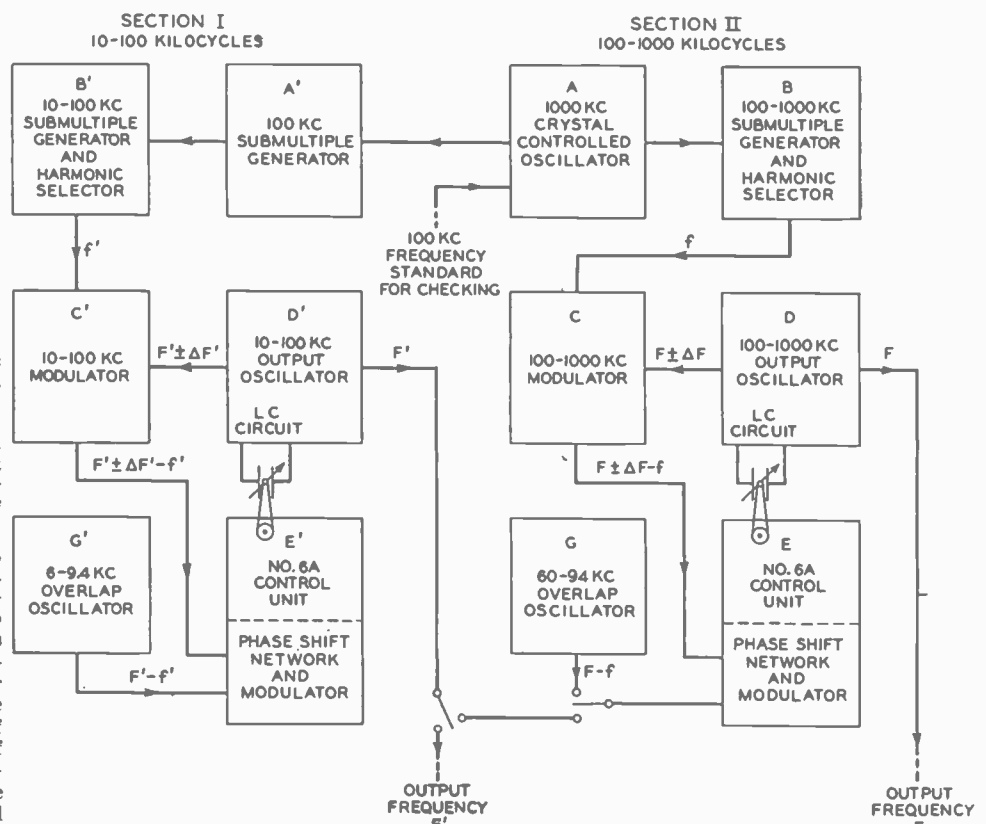 SECTION I
10-100 KILOCYCLES
SECTION II
100-1000 KILOCYCLES
B'
10-100 KC
SUBMULTIPLE
GENERATOR
AND
HARMONIC
SELECTOR
A'
100 KC
SUBMULTIPLE
GENERATOR
A
1000 KC
CRYSTAL
CONTROLLED
OSCILLATOR
B
100-1000 KC
SUBMULTIPLE
GENERATOR
AND
HARMONIC
SELECTOR
f'
100 KC
FREQUENCY
STANDARD
FOR CHECKING
f
C'
10-100 KC
MODULATOR
F'±ΔF'
D'
10-100 KC
OUTPUT
OSCILLATOR
LC
CIRCUIT
F'
C
100-1000 KC
MODULATOR
F±ΔF
D
100-1000 KC
OUTPUT
OSCILLATOR
LC
CIRCUIT
F
F'±ΔF'-f'
F±ΔF-f
G'
6-9.4 KC
OVERLAP
OSCILLATOR
E'
NO. 6A
CONTROL
UNIT
PHASE SHIFT
NETWORK
AND
MODULATOR
F'-f'
G
60-94 KC
OVERLAP
OSCILLATOR
F-f
E
NO. 6A
CONTROL
UNIT
PHASE SHIFT
NETWORK
AND
MODULATOR
OUTPUT
FREQUENCY
OUTPUT
FREQUENCY